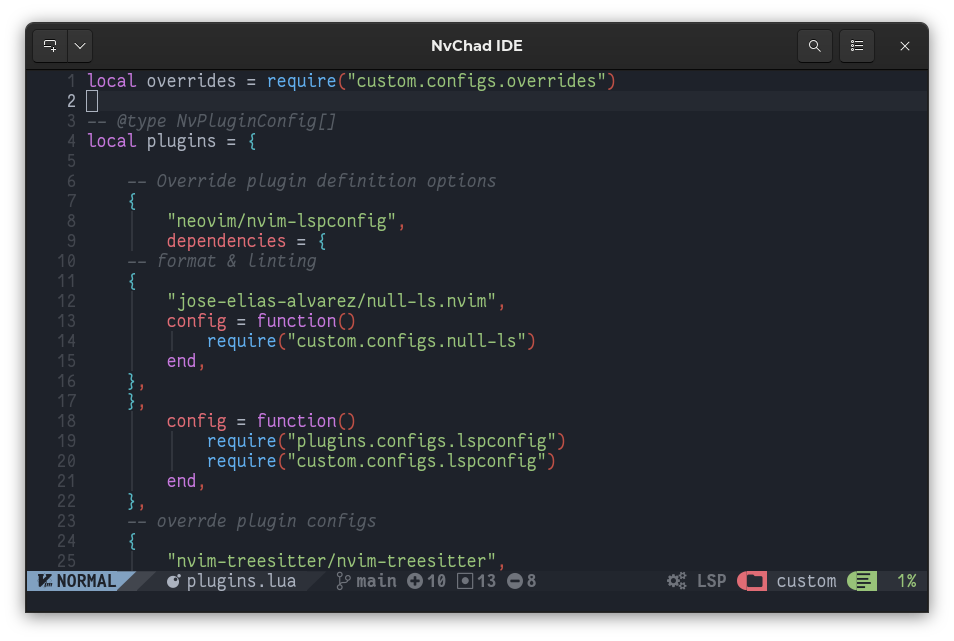 NvChad IDE
1 local overrides = require("custom.configs.overrides")
2
3 -- @type NvPluginConfig[]
4 local plugins = {
5
6 -- Override plugin definition options
7 {
8 "neovim/nvim-lspconfig",
9 dependencies = {
10 -- format & linting
11 {
12 "jose-elias-alvarez/null-ls.nvim",
13 config = function()
14 require("custom.configs.null-ls")
15 end,
16 },
17 },
18 config = function()
19 require("plugins.configs.lspconfig")
20 require("custom.configs.lspconfig")
21 end,
22 },
23 -- overrde plugin configs
24 {
25 "nvim-treesitter/nvim-treesitter",
NORMAL plugins.lua main 10 13 8 LSP custom 1%